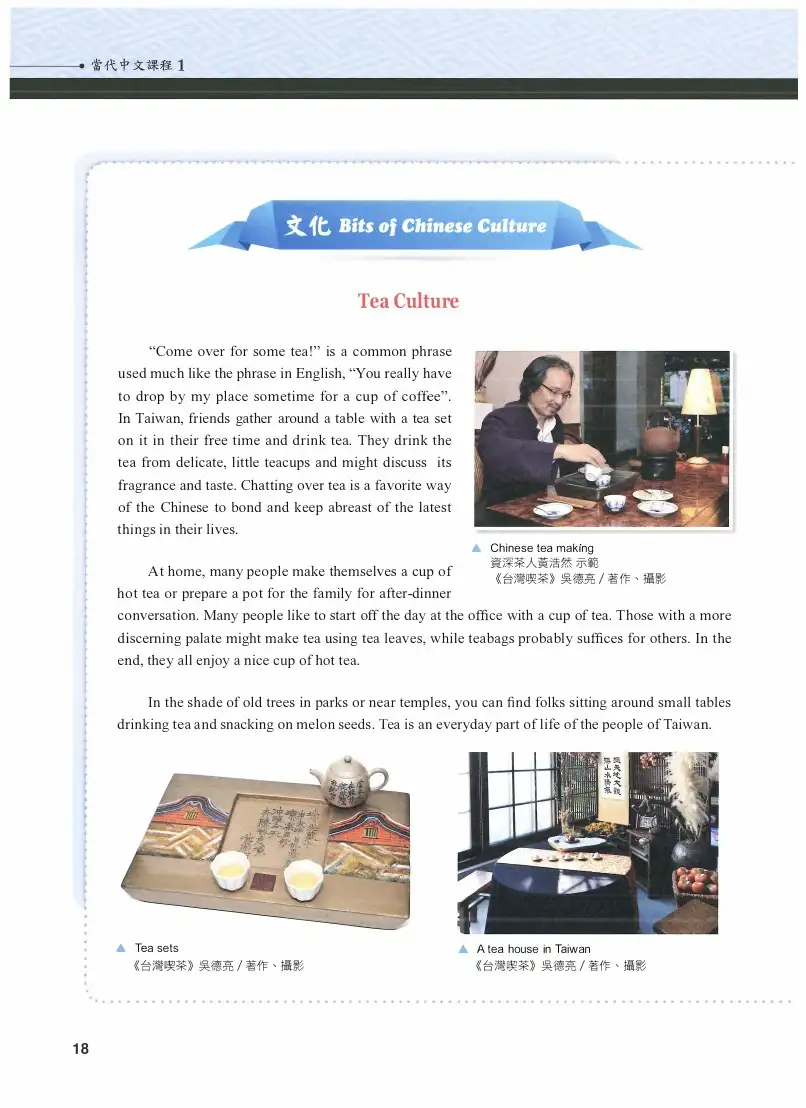 當代中文課程 1
文化 Bits of Chinese Culture
Tea Culture
“Come over for some tea!” is a common phrase
used much like the phrase in English, “You really have
to drop by my place sometime for a cup of coffee”.
In Taiwan, friends gather around a table with a tea set
on it in their free time and drink tea. They drink the
tea from delicate, little teacups and might discuss its
fragrance and taste. Chatting over tea is a favorite way
of the Chinese to bond and keep abreast of the latest
things in their lives.
▲ Chinese tea making
資深茶人黃浩然 示範
《台灣喫茶》吳德亮 / 著作、攝影
At home, many people make themselves a cup of
hot tea or prepare a pot for the family for after-dinner
conversation. Many people like to start off the day at the office with a cup of tea. Those with a more
discerning palate might make tea using tea leaves, while teabags probably suffices for others. In the
end, they all enjoy a nice cup of hot tea.
In the shade of old trees in parks or near temples, you can find folks sitting around small tables
drinking tea and snacking on melon seeds. Tea is an everyday part of life of the people of Taiwan.
▲ Tea sets
《台灣喫茶》吳德亮 / 著作、攝影
▲ A tea house in Taiwan
《台灣喫茶》吳德亮 / 著作、攝影
18